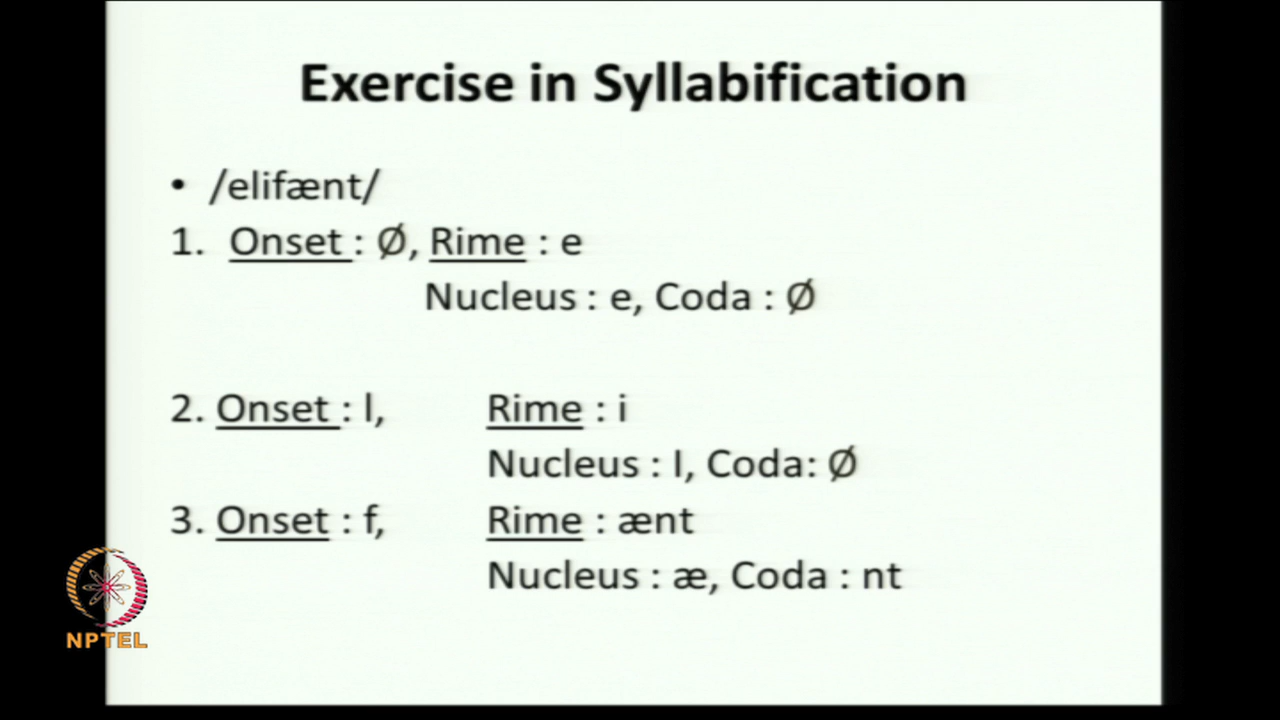 Exercise in Syllabification
• /elifænt/
1. Onset : Ø, Rime : e
Nucleus : e, Coda : Ø
2. Onset : l, Rime : i
Nucleus : I, Coda: Ø
3. Onset : f, Rime : ænt
Nucleus : æ, Coda : nt
NPTEL